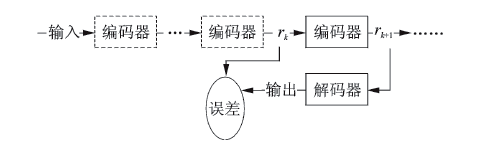 输入 编码器 … 编码器 r_k 编码器 r_{k+1} ……
误差 输出 解码器